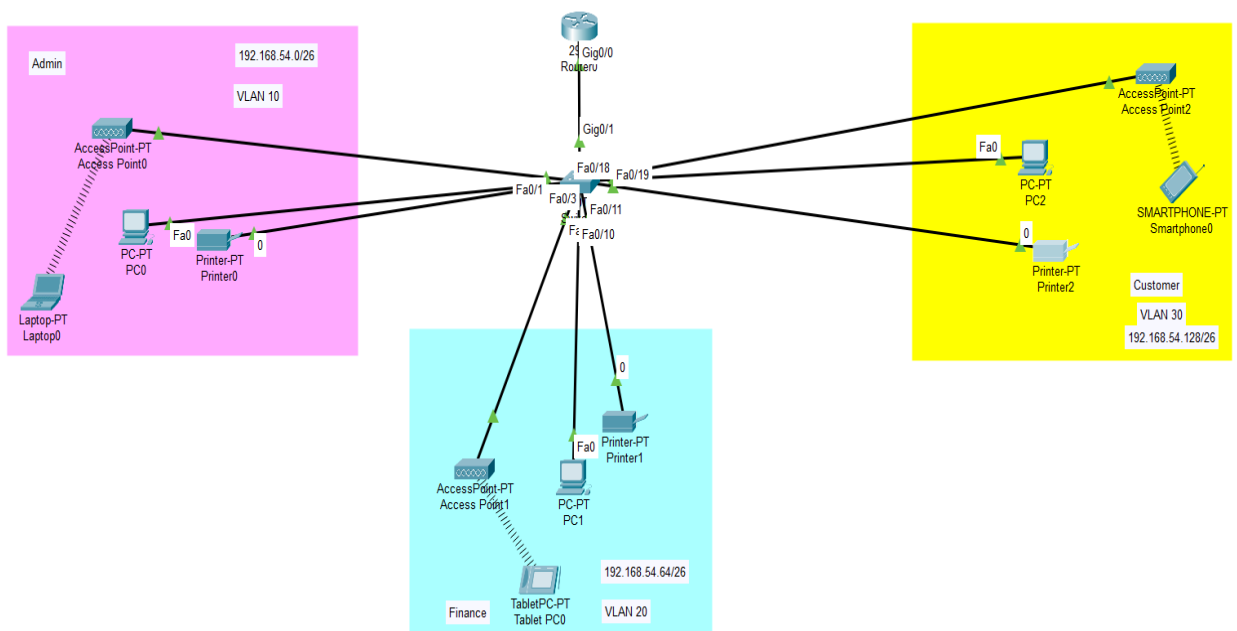 Admin
192.168.54.0/26
VLAN 10
AccessPoint-PT
Access Point0
Fa0
PC-PT
PC0
0
Printer-PT
Printer0
Laptop-PT
Laptop0
Gig0/0
Gig0/1
Fa0/18
Fa0/19
Fa0/1
Fa0/3
Fa0/11
Fa0/10
AccessPoint-PT
Access Point2
Fa0
PC-PT
PC2
SMARTPHONE-PT
Smartphone0
0
Printer-PT
Printer2
Customer
VLAN 30
192.168.54.128/26
0
Printer-PT
Printer1
Fa0
AccessPoint-PT
Access Point1
PC-PT
PC1
192.168.54.64/26
TabletPC-PT
Tablet PC0
Finance
VLAN 20